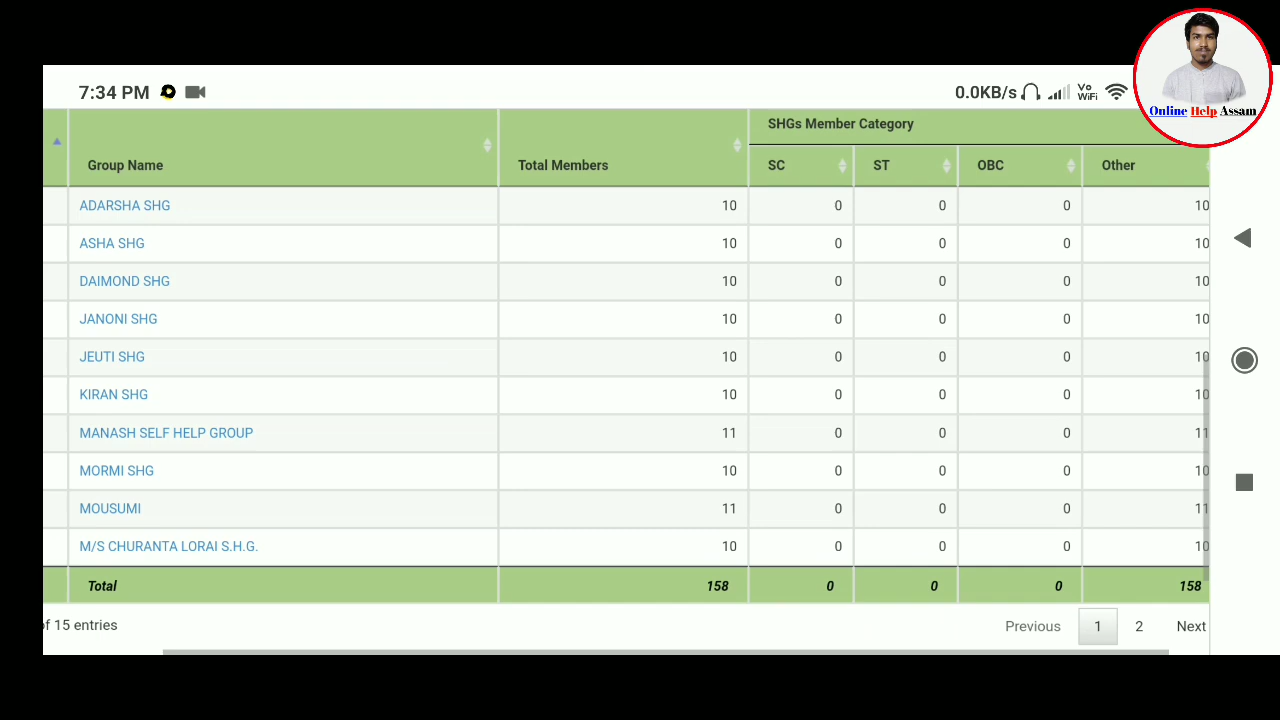 7:34 PM 0.0KB/s Vo WiFi
Online Help Assam
SHGs Member Category
Group Name Total Members SC ST OBC Other
ADARSHA SHG 10 0 0 0 10
ASHA SHG 10 0 0 0 10
DAIMOND SHG 10 0 0 0 10
JANONI SHG 10 0 0 0 10
JEUTI SHG 10 0 0 0 10
KIRAN SHG 10 0 0 0 10
MANASH SELF HELP GROUP 11 0 0 0 11
MORMI SHG 10 0 0 0 10
MOUSUMI 11 0 0 0 11
M/S CHURANTA LORAI S.H.G. 10 0 0 0 10
Total 158 0 0 0 158
of 15 entries Previous 1 2 Next